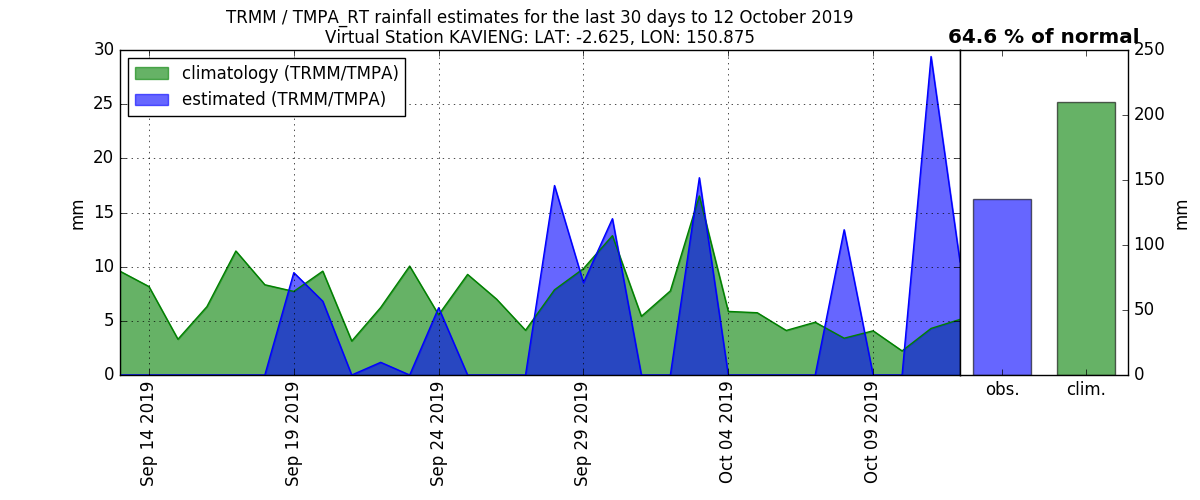 TRMM / TMPA_RT rainfall estimates for the last 30 days to 12 October 2019
Virtual Station KAVIENG: LAT: -2.625, LON: 150.875
64.6 % of normal
climatology (TRMM/TMPA)
estimated (TRMM/TMPA)
30
25
20
15
10
5
0
mm
Sep 14 2019
Sep 19 2019
Sep 24 2019
Sep 29 2019
Oct 04 2019
Oct 09 2019
250
200
150
100
50
0
mm
obs.
clim.